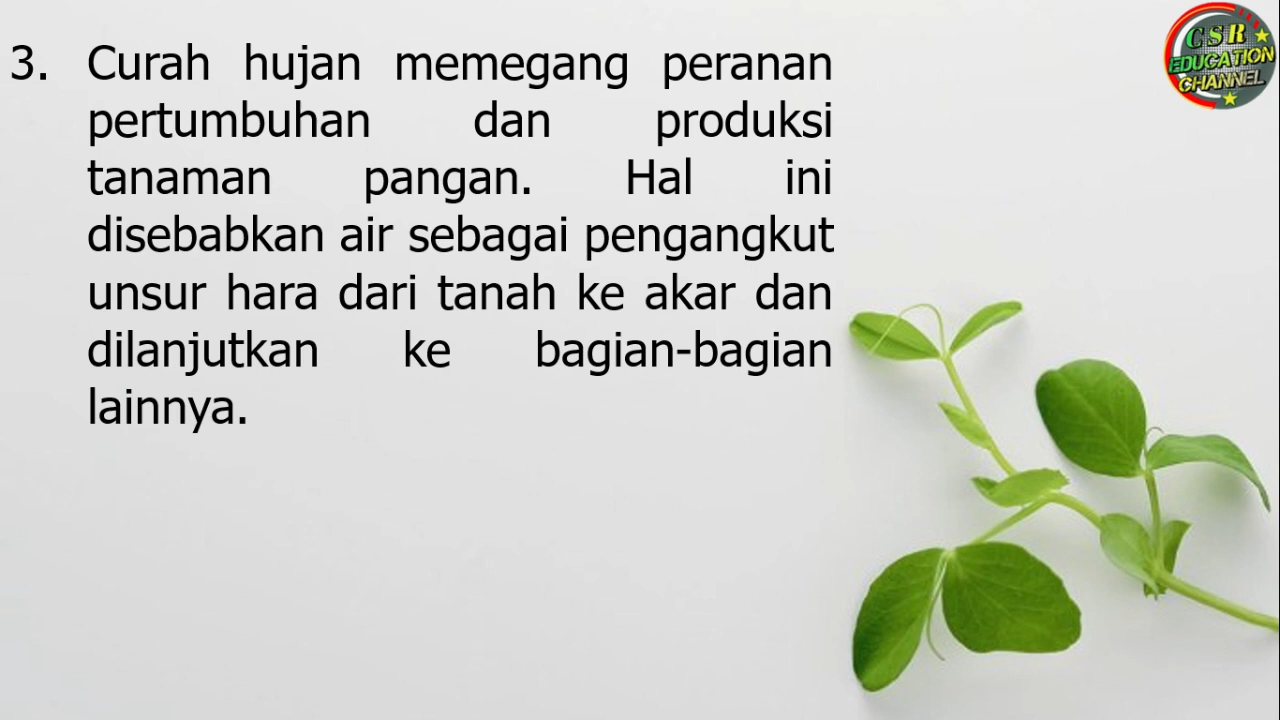 3. Curah hujan memegang peranan
pertumbuhan dan produksi
tanaman pangan. Hal ini
disebabkan air sebagai pengangkut
unsur hara dari tanah ke akar dan
dilanjutkan ke bagian-bagian
lainnya.
CSR
EDUCATION
CHANNEL